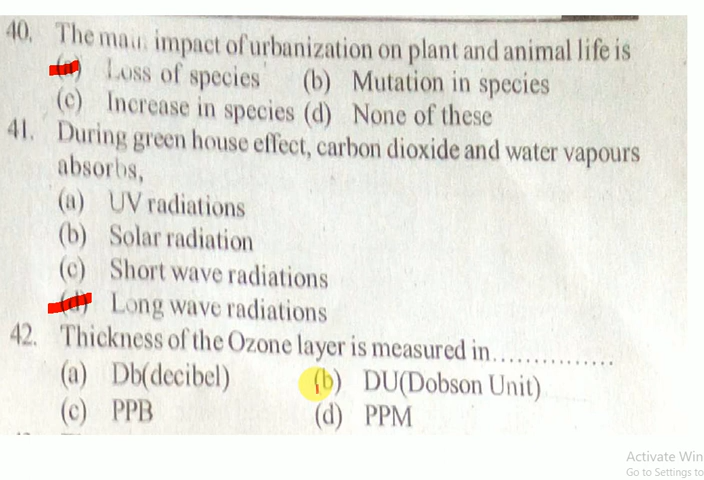 40. The main impact of urbanization on plant and animal life is
(a) Loss of species (b) Mutation in species
(c) Increase in species (d) None of these
41. During green house effect, carbon dioxide and water vapours
absorbs,
(a) UV radiations
(b) Solar radiation
(c) Short wave radiations
(d) Long wave radiations
42. Thickness of the Ozone layer is measured in...............
(a) Db(decibel) (b) DU(Dobson Unit)
(c) PPB (d) PPM
Activate Win
Go to Settings to